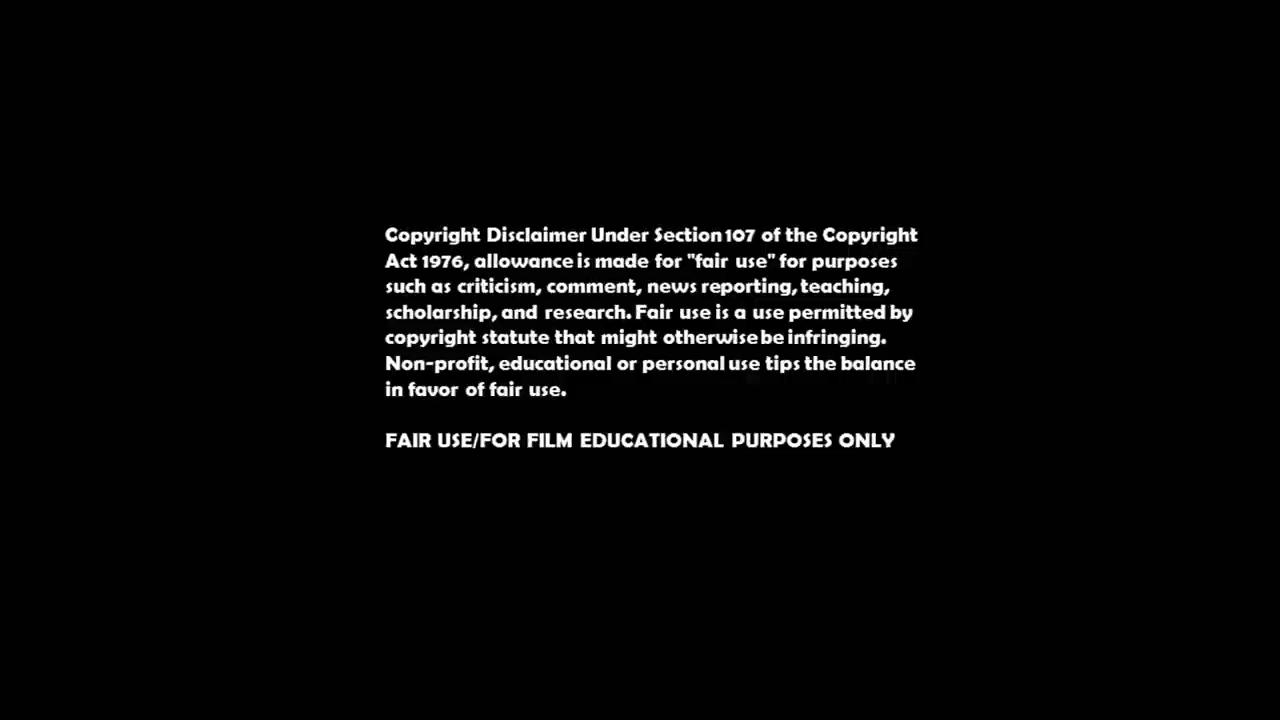 Copyright Disclaimer Under Section 107 of the Copyright
Act 1976, allowance is made for "fair use" for purposes
such as criticism, comment, news reporting, teaching,
scholarship, and research. Fair use is a use permitted by
copyright statute that might otherwise be infringing.
Non-profit, educational or personal use tips the balance
in favor of fair use.
FAIR USE/FOR FILM EDUCATIONAL PURPOSES ONLY